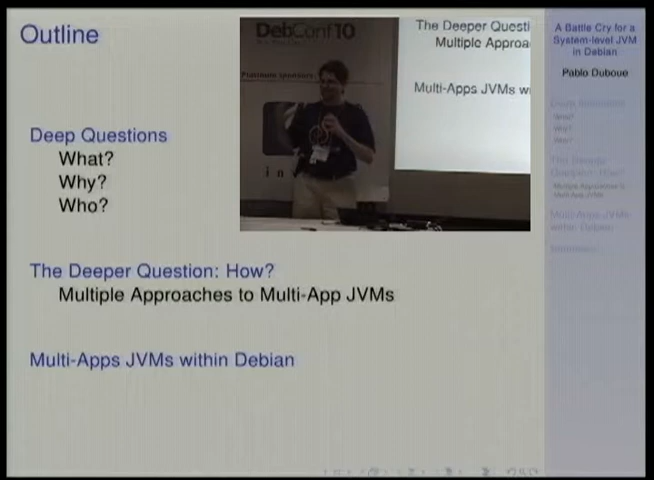 Outline
DebConf10
Platinum sponsors
The Deeper Questi
Multiple Approa
Multi-Apps JVMs wi
Deep Questions
What?
Why?
Who?
The Deeper Question: How?
Multiple Approaches to Multi-App JVMs
Multi-Apps JVMs within Debian
A Battle Cry for a
System-level JVM
in Debian
Pablo Duboue
What?
Why?
Who?
The Deeper
Question: How?
Multiple Approaches to
Multi-App JVMs
Multi-Apps JVMs
within Debian